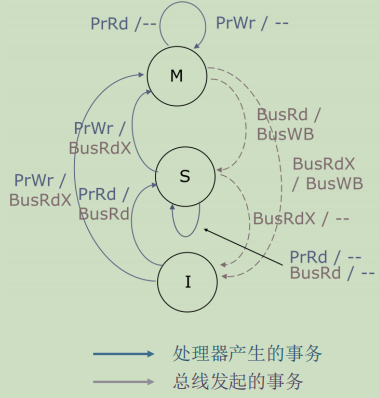 PrRd /--
PrWr / --
M
BusRd /
BusWB
PrWr /
BusRdX
BusRdX
/ BusWB
S
PrWr /
BusRdX
PrRd /
BusRd
BusRdX / --
PrRd / --
BusRd / --
I
处理器产生的事务
总线发起的事务